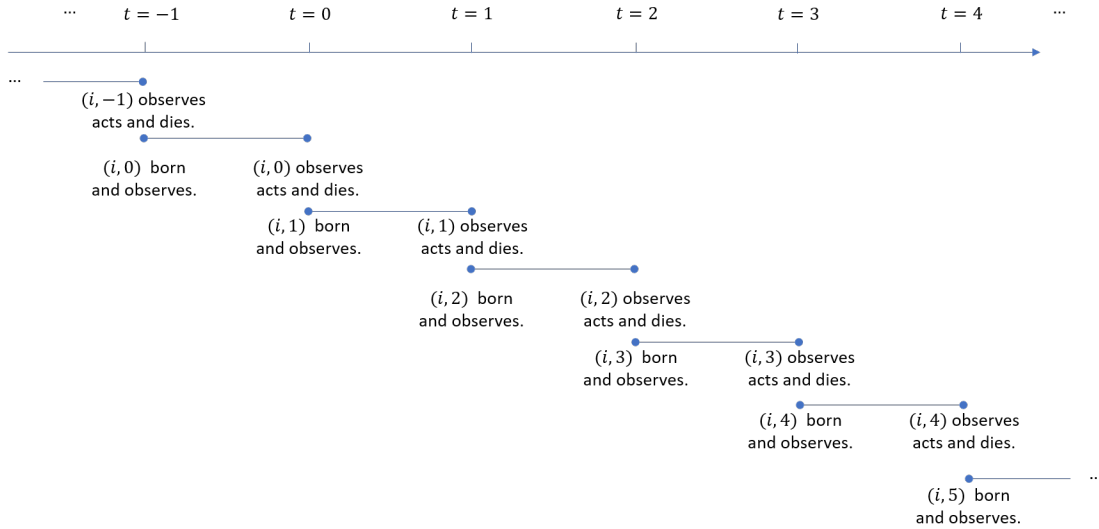 ... t = −1 t = 0 t = 1 t = 2 t = 3 t = 4 ...
...
(i, −1) observes
acts and dies.
(i, 0) born
and observes.
(i, 0) observes
acts and dies.
(i, 1) born
and observes.
(i, 1) observes
acts and dies.
(i, 2) born
and observes.
(i, 2) observes
acts and dies.
(i, 3) born
and observes.
(i, 3) observes
acts and dies.
(i, 4) born
and observes.
(i, 4) observes
acts and dies.
..
(i, 5) born
and observes.